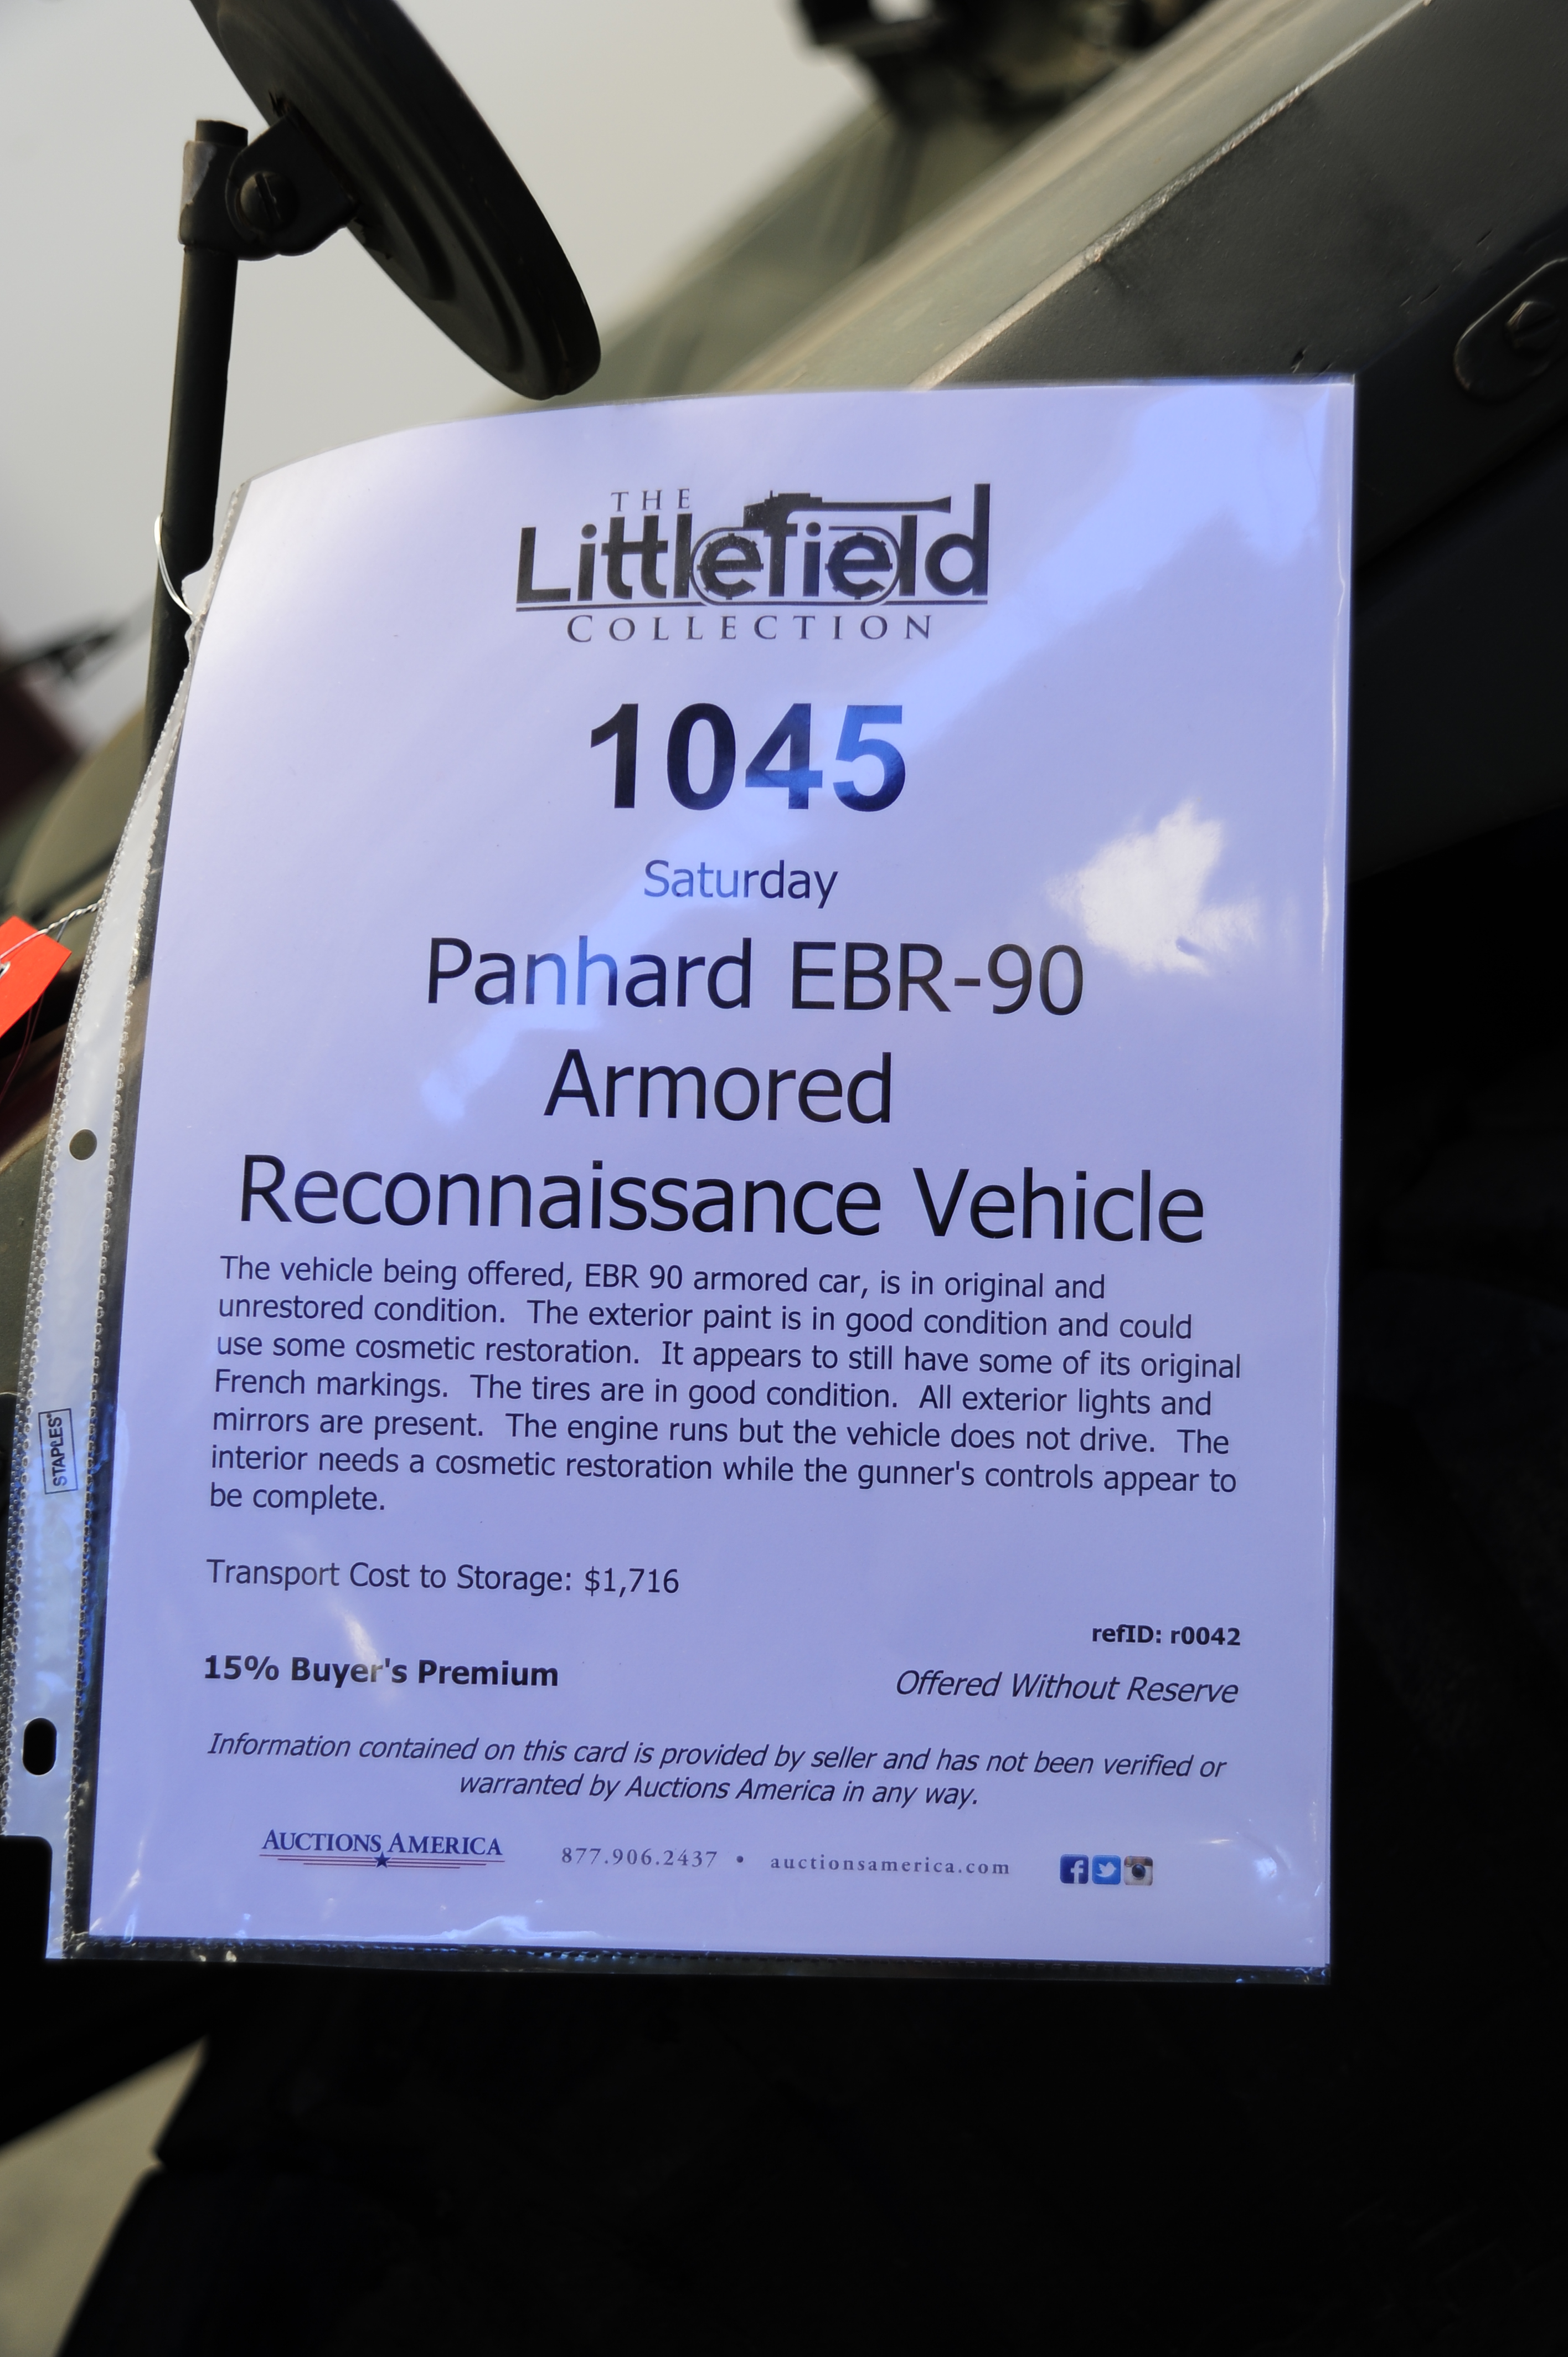 THE
Littlefield
COLLECTION
1045
Saturday
Panhard EBR-90
Armored
Reconnaissance Vehicle
The vehicle being offered, EBR 90 armored car, is in original and
unrestored condition.  The exterior paint is in good condition and could
use some cosmetic restoration.  It appears to still have some of its original
French markings.  The tires are in good condition.  All exterior lights and
mirrors are present.  The engine runs but the vehicle does not drive.  The
interior needs a cosmetic restoration while the gunner's controls appear to
be complete.
STAPLES
Transport Cost to Storage: $1,716
refID: r0042
15% Buyer's Premium
Offered Without Reserve
Information contained on this card is provided by seller and has not been verified or
warranted by Auctions America in any way.
AUCTIONS AMERICA
877.906.2437 • auctionsamerica.com